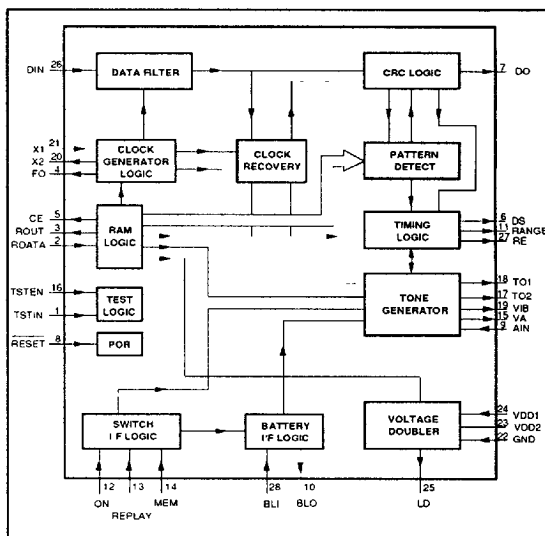 DIN 26 DATA FILTER CRC LOGIC 7 DO
X1 21
X2 20
FO 4
CLOCK GENERATOR LOGIC
CLOCK RECOVERY
PATTERN DETECT
CE 5
ROUT 3
RDATA 2
RAM LOGIC
TIMING LOGIC
6 DS
11 RANGE
27 RE
TSTEN 16
TSTIN 1
TEST LOGIC
TONE GENERATOR
18 TO1
17 TO2
19 VIB
15 VA
9 AIN
RESET 8 POR
SWITCH I/F LOGIC
BATTERY I/F LOGIC
VOLTAGE DOUBLER
24 VDD1
23 VDD2
22 GND
12 13 14 28 10 25
ON REPLAY MEM BLI BLO LD